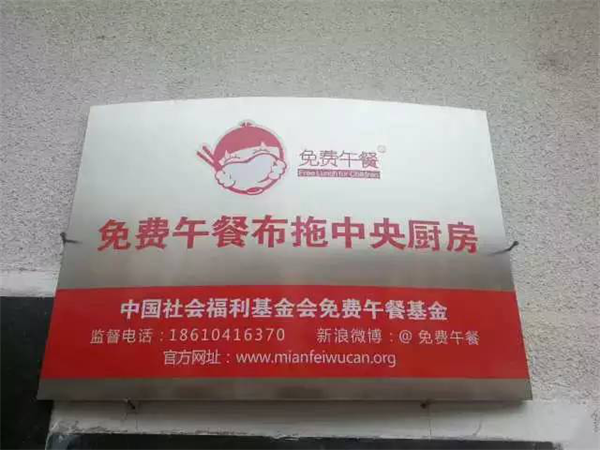 免费午餐
Free Lunch for Children
免费午餐布拖中央厨房
中国社会福利基金会免费午餐基金
监督电话:18610416370 新浪微博:@ 免费午餐
官方网址:www.mianfeiwucan.org